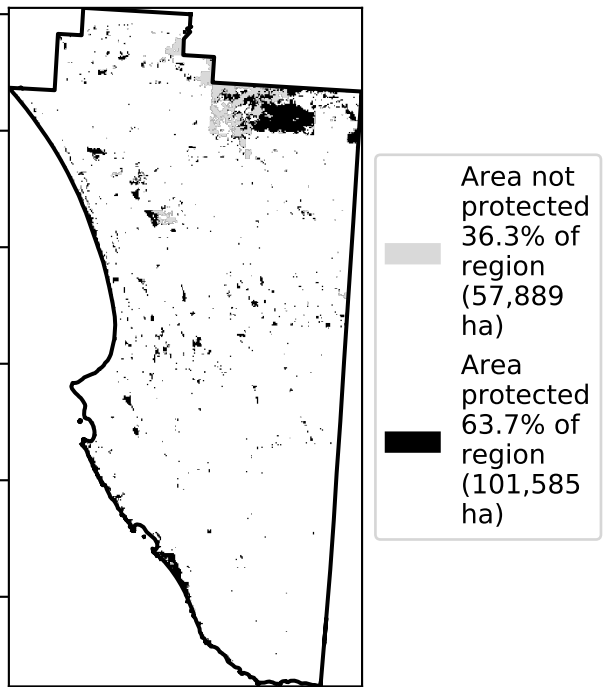 Area not
protected
36.3% of
region
(57,889
ha)
Area
protected
63.7% of
region
(101,585
ha)